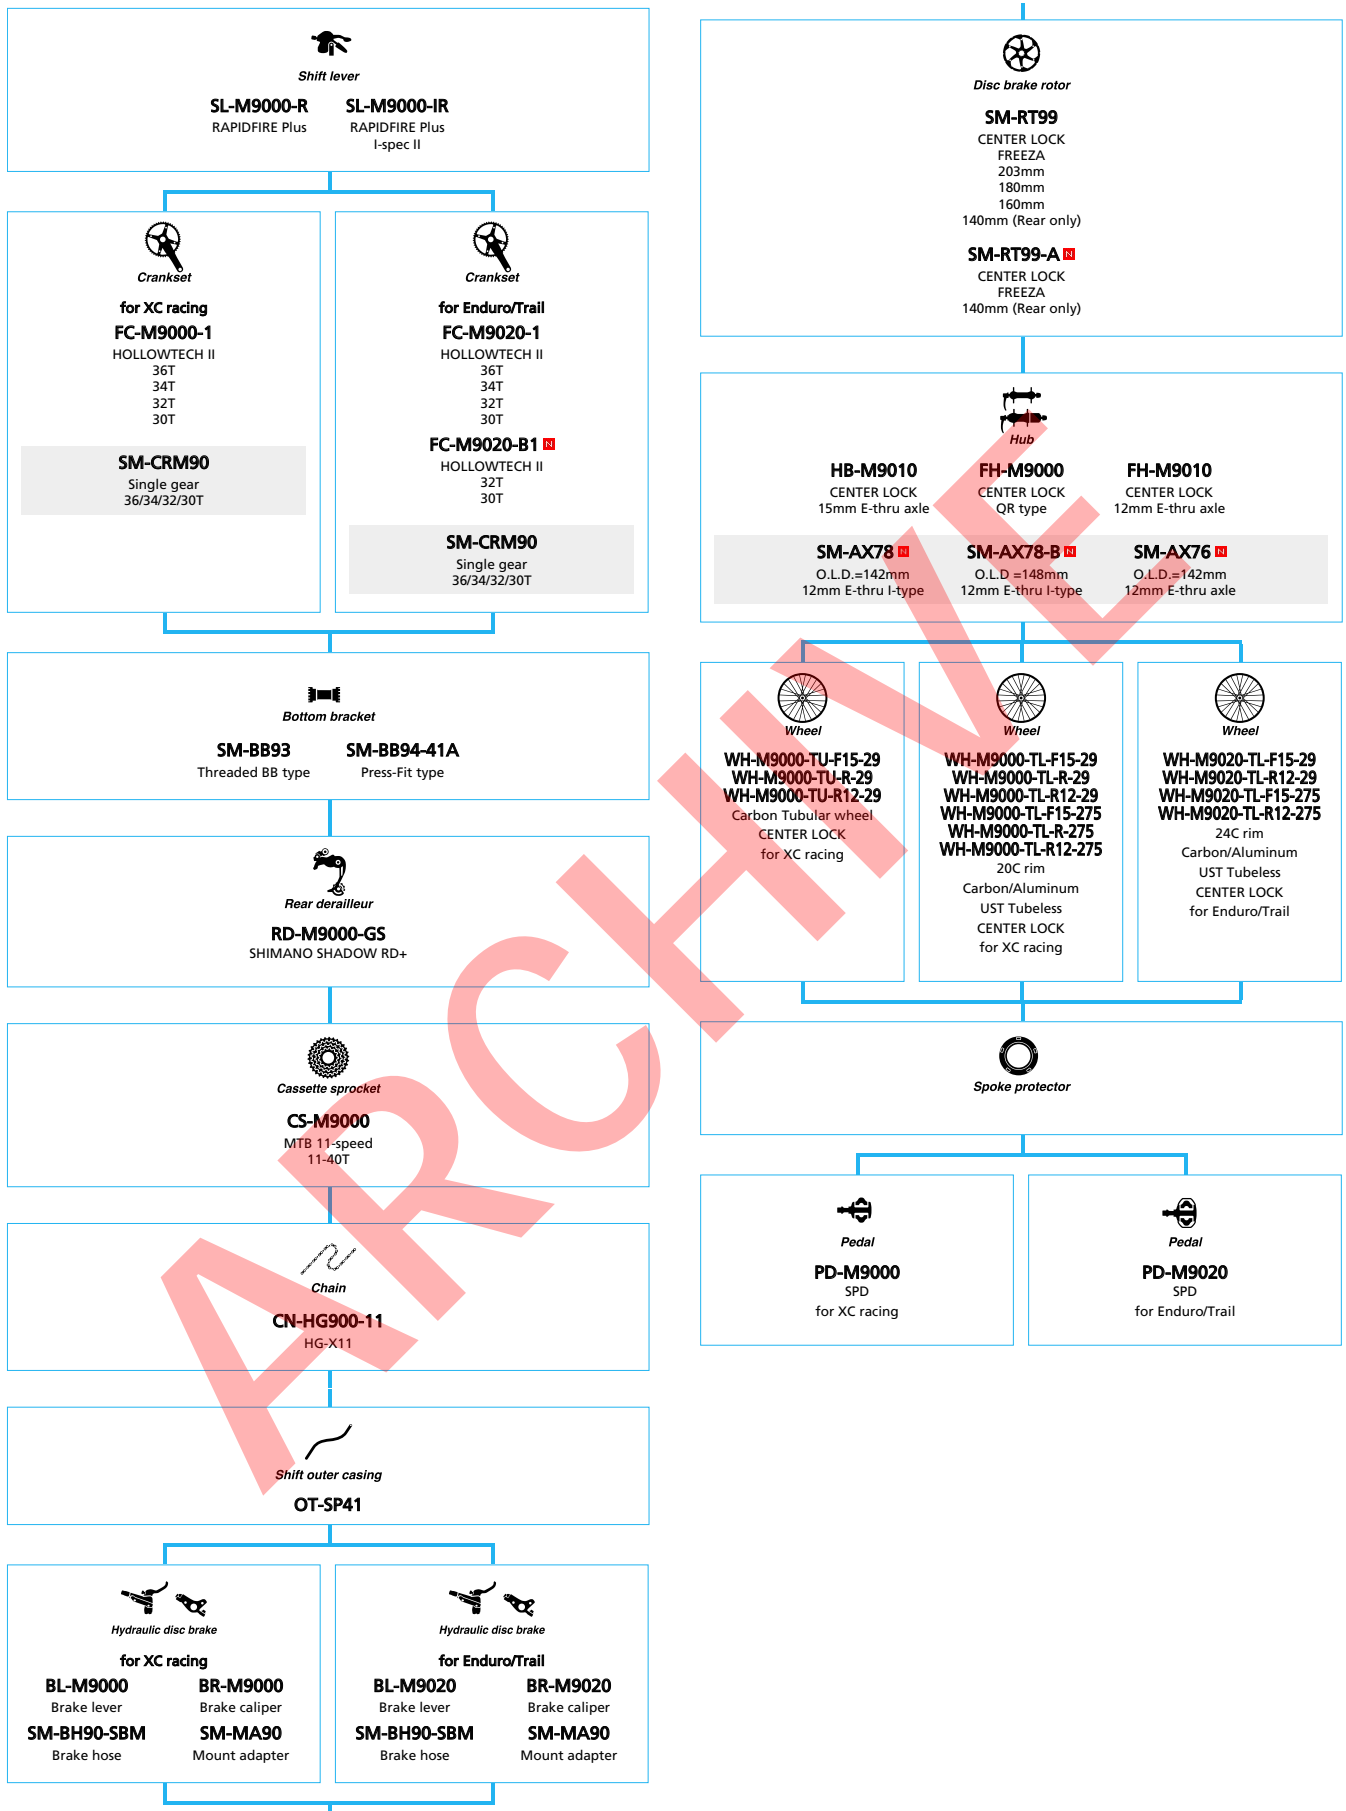 Shift lever
SL-M9000-R
RAPIDFIRE Plus
SL-M9000-IR
RAPIDFIRE Plus
I-spec II
Crankset
for XC racing
FC-M9000-1
HOLLOWTECH II
36T
34T
32T
30T
SM-CRM90
Single gear
36/34/32/30T
Crankset
for Enduro/Trail
FC-M9020-1
HOLLOWTECH II
36T
34T
32T
30T
FC-M9020-B1 N
HOLLOWTECH II
32T
30T
SM-CRM90
Single gear
36/34/32/30T
Bottom bracket
SM-BB93
Threaded BB type
SM-BB94-41A
Press-Fit type
Rear derailleur
RD-M9000-GS
SHIMANO SHADOW RD+
Cassette sprocket
CS-M9000
MTB 11-speed
11-40T
Chain
CN-HG900-11
HG-X11
Shift outer casing
OT-SP41
Hydraulic disc brake
for XC racing
BL-M9000
Brake lever
BR-M9000
Brake caliper
SM-BH90-SBM
Brake hose
SM-MA90
Mount adapter
Hydraulic disc brake
for Enduro/Trail
BL-M9020
Brake lever
BR-M9020
Brake caliper
SM-BH90-SBM
Brake hose
SM-MA90
Mount adapter
Disc brake rotor
SM-RT99
CENTER LOCK
FREEZA
203mm
180mm
160mm
140mm (Rear only)
SM-RT99-A N
CENTER LOCK
FREEZA
140mm (Rear only)
Hub
HB-M9010
CENTER LOCK
15mm E-thru axle
FH-M9000
CENTER LOCK
QR type
FH-M9010
CENTER LOCK
12mm E-thru axle
SM-AX78 N
O.L.D.=142mm
12mm E-thru I-type
SM-AX78-B N
O.L.D =148mm
12mm E-thru I-type
SM-AX76 N
O.L.D.=142mm
12mm E-thru axle
Wheel
WH-M9000-TU-F15-29
WH-M9000-TU-R-29
WH-M9000-TU-R12-29
Carbon Tubular wheel
CENTER LOCK
for XC racing
Wheel
WH-M9000-TL-F15-29
WH-M9000-TL-R-29
WH-M9000-TL-R12-29
WH-M9000-TL-F15-275
WH-M9000-TL-R-275
WH-M9000-TL-R12-275
20C rim
Carbon/Aluminum
UST Tubeless
CENTER LOCK
for XC racing
Wheel
WH-M9020-TL-F15-29
WH-M9020-TL-R12-29
WH-M9020-TL-F15-275
WH-M9020-TL-R12-275
24C rim
Carbon/Aluminum
UST Tubeless
CENTER LOCK
for Enduro/Trail
Spoke protector
Pedal
PD-M9000
SPD
for XC racing
Pedal
PD-M9020
SPD
for Enduro/Trail
ARCHIVE